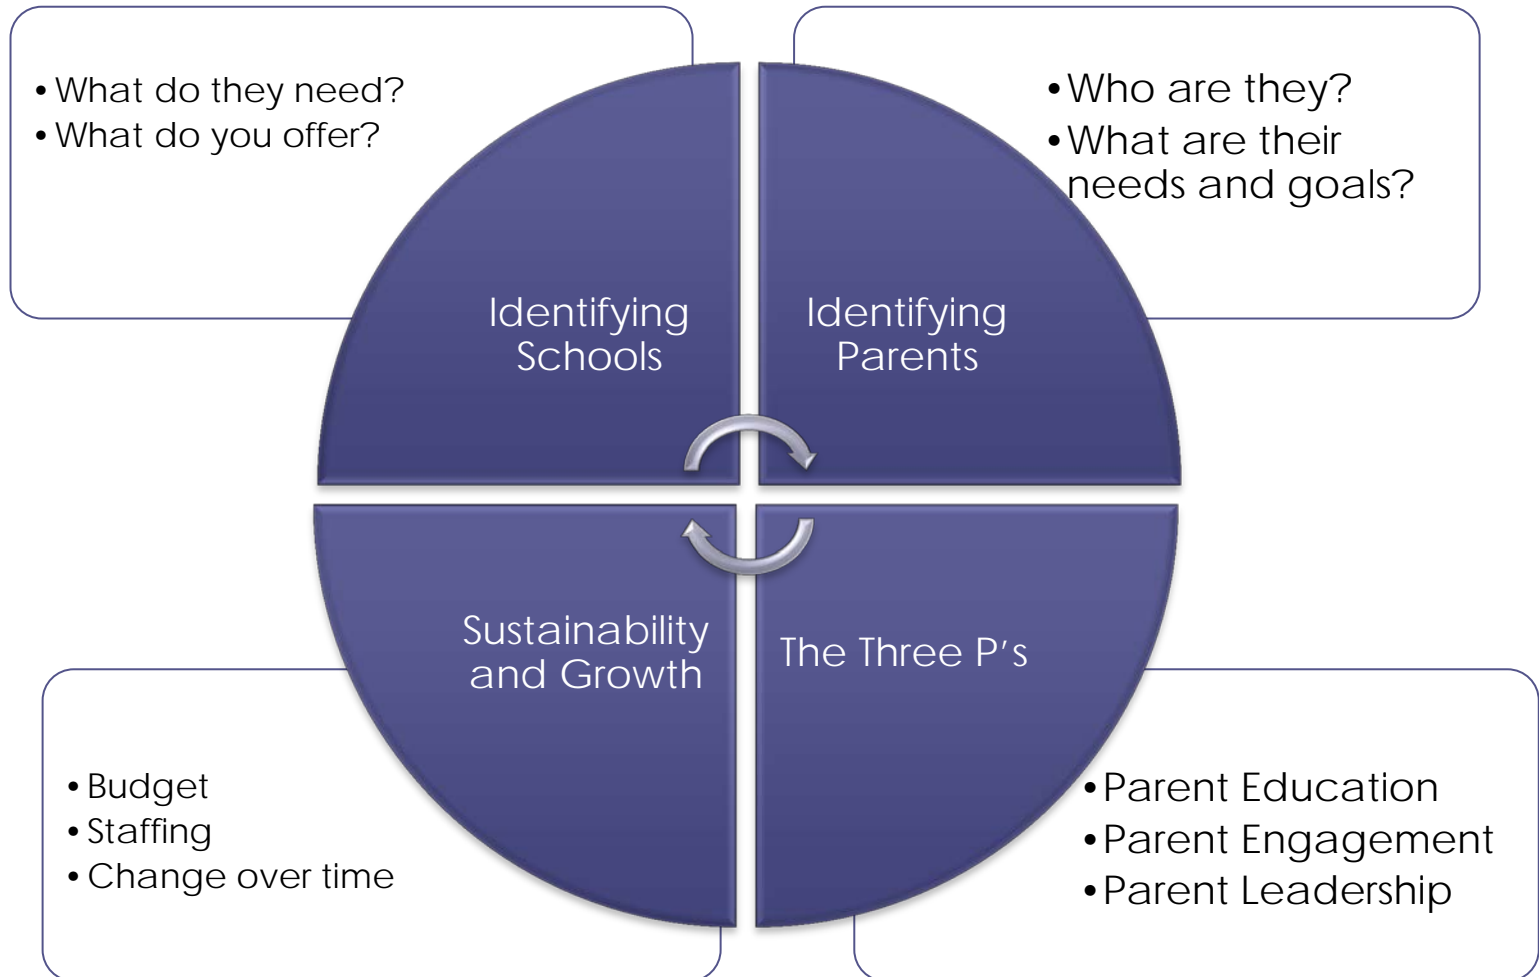 • What do they need?
• What do you offer?
• Who are they?
• What are their
needs and goals?
Identifying
Schools
Identifying
Parents
Sustainability
and Growth
The Three P’s
• Budget
• Staffing
• Change over time
• Parent Education
• Parent Engagement
• Parent Leadership